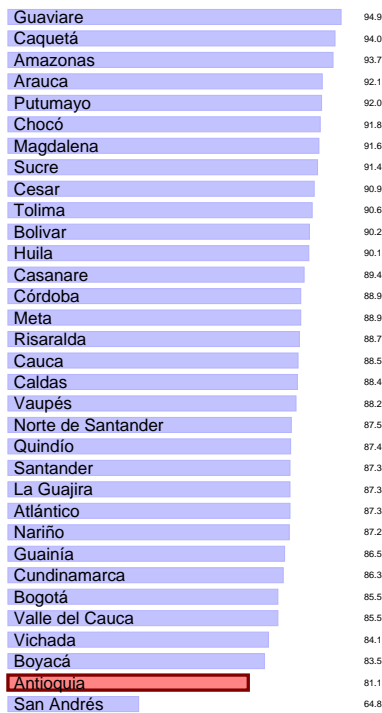 Guaviare 94.9
Caquetá 94.0
Amazonas 93.7
Arauca 92.1
Putumayo 92.0
Chocó 91.8
Magdalena 91.6
Sucre 91.4
Cesar 90.9
Tolima 90.6
Bolivar 90.2
Huila 90.1
Casanare 89.4
Córdoba 88.9
Meta 88.9
Risaralda 88.7
Cauca 88.5
Caldas 88.4
Vaupés 88.2
Norte de Santander 87.5
Quindío 87.4
Santander 87.3
La Guajira 87.3
Atlántico 87.3
Nariño 87.2
Guainía 86.5
Cundinamarca 86.3
Bogotá 85.5
Valle del Cauca 85.5
Vichada 84.1
Boyacá 83.5
Antioquia 81.1
San Andrés 64.8